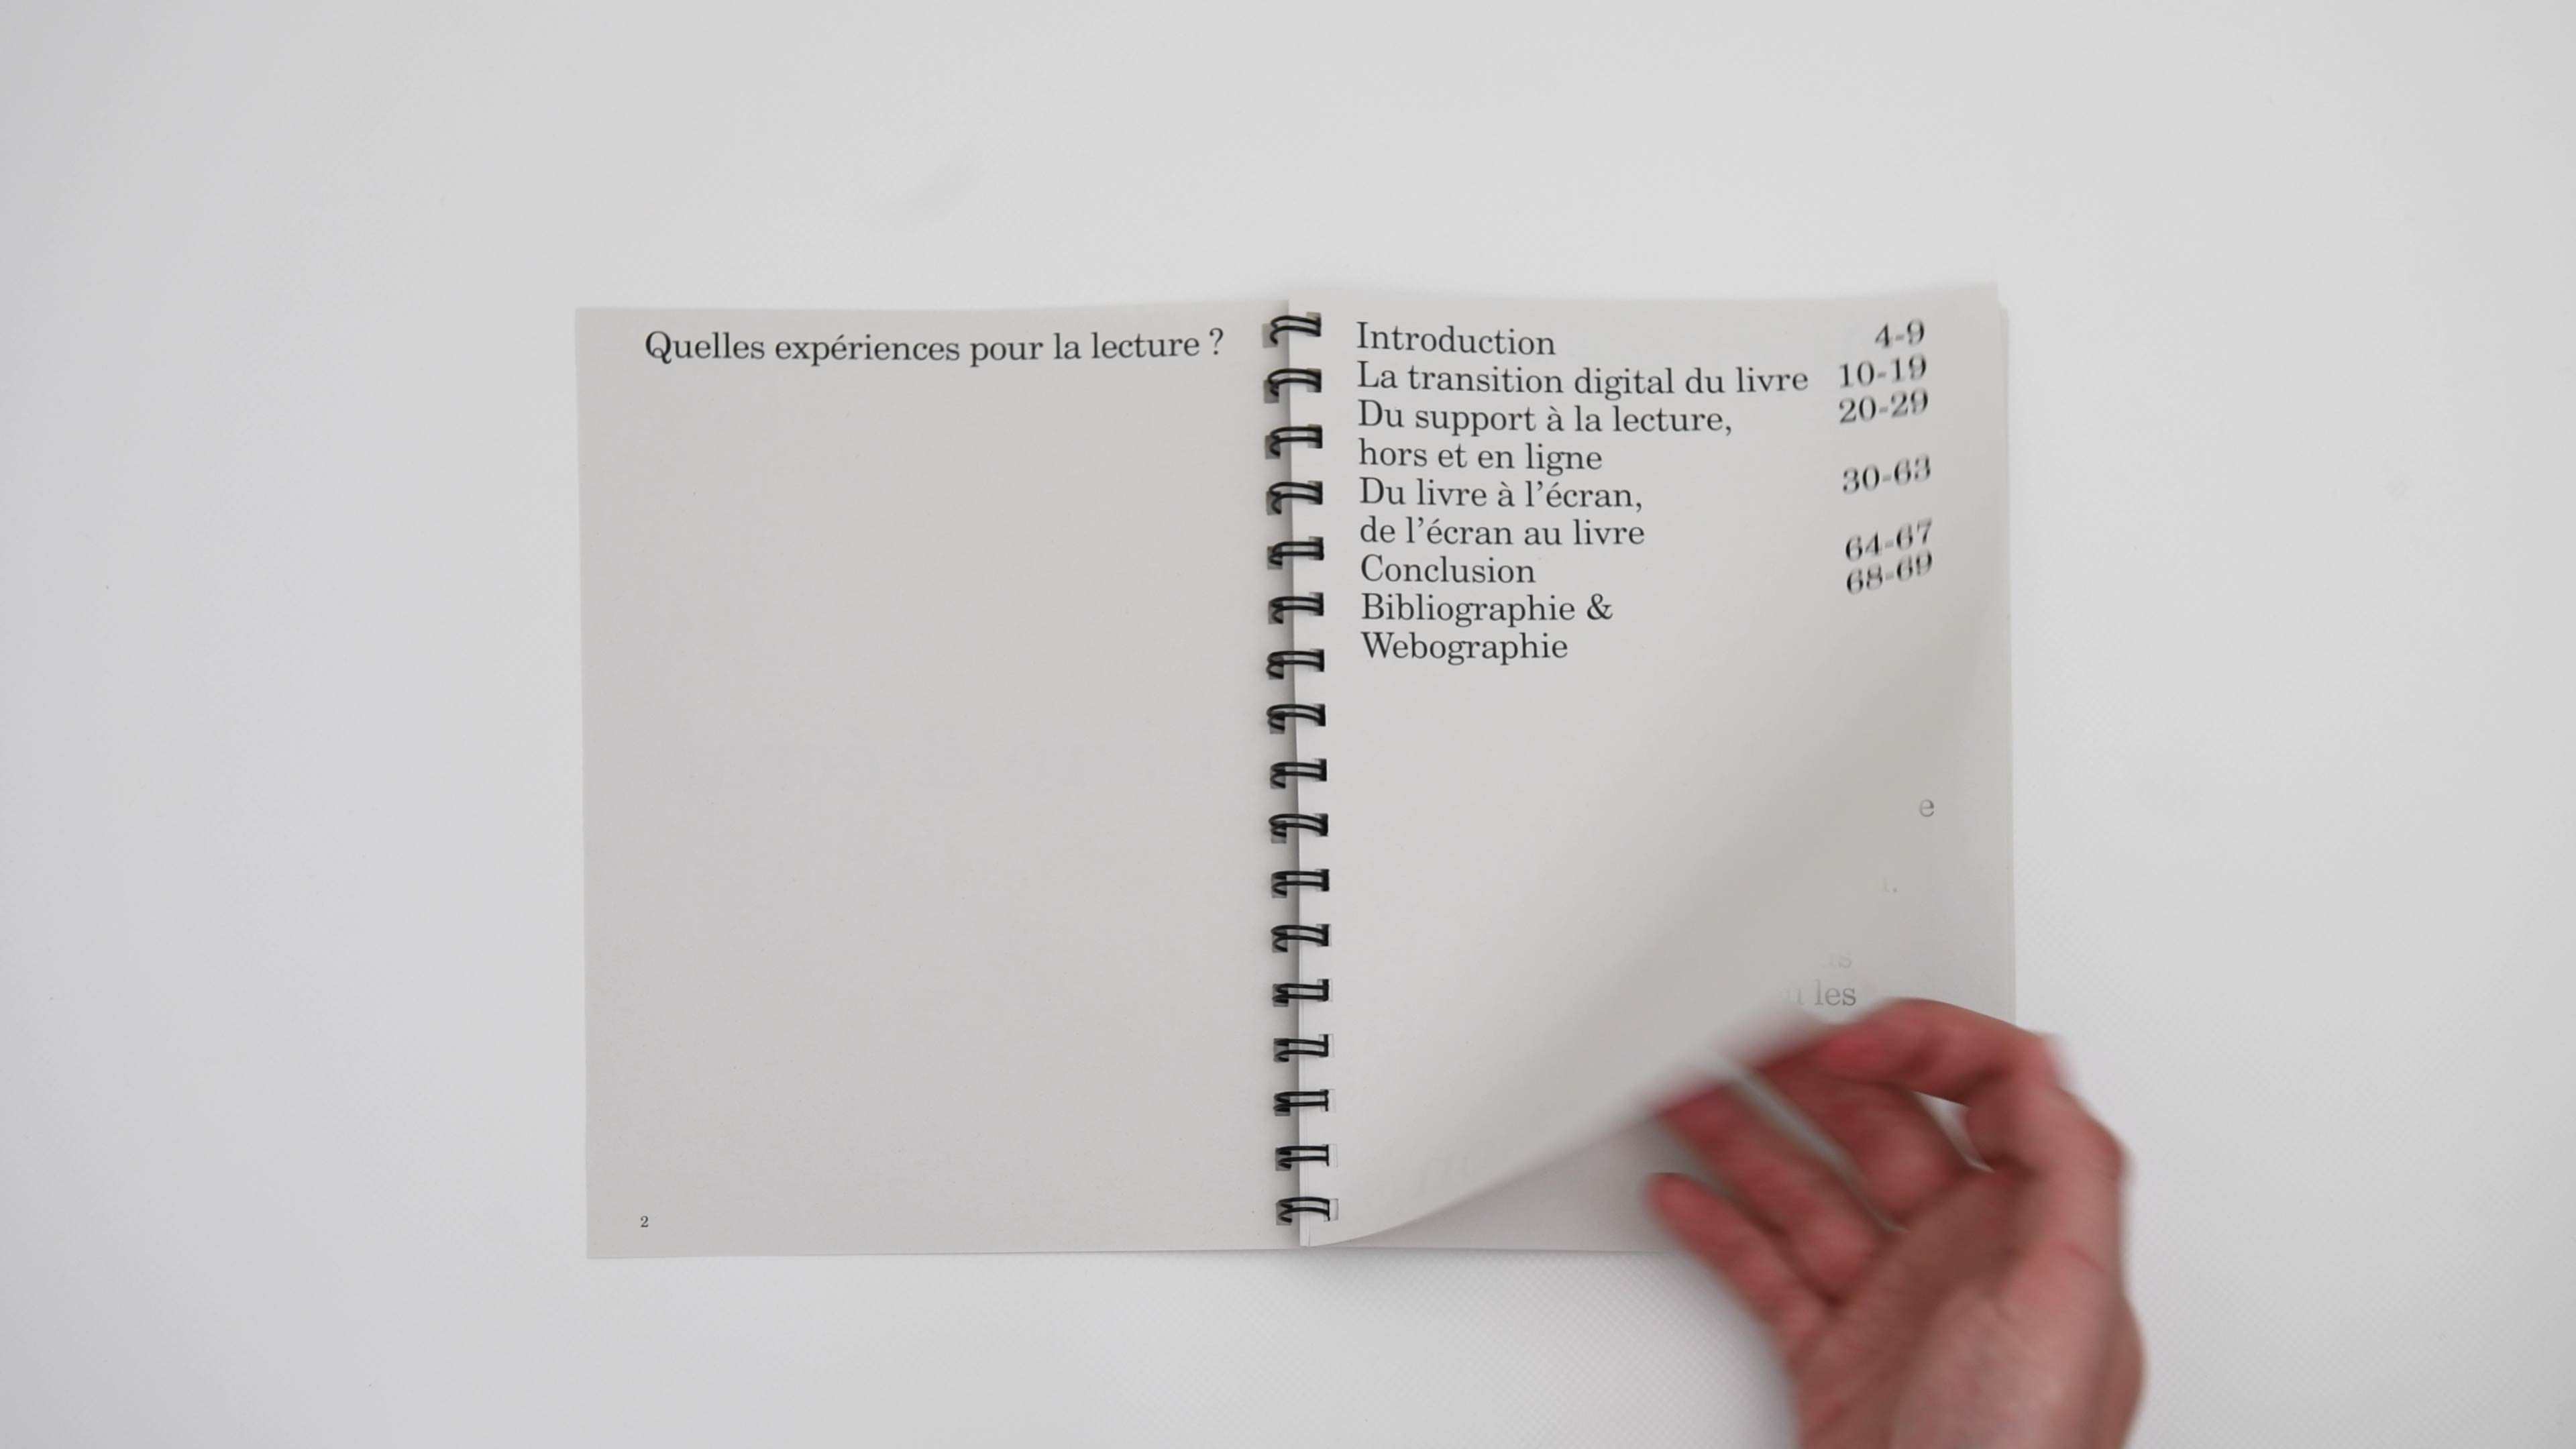 Quelles expériences pour la lecture ?
2
Introduction 4-9
La transition digital du livre 10-19
Du support à la lecture, 20-29
hors et en ligne
Du livre à l’écran, 30-63
de l’écran au livre
Conclusion 64-67
Bibliographie & 68-69
Webographie
e
les